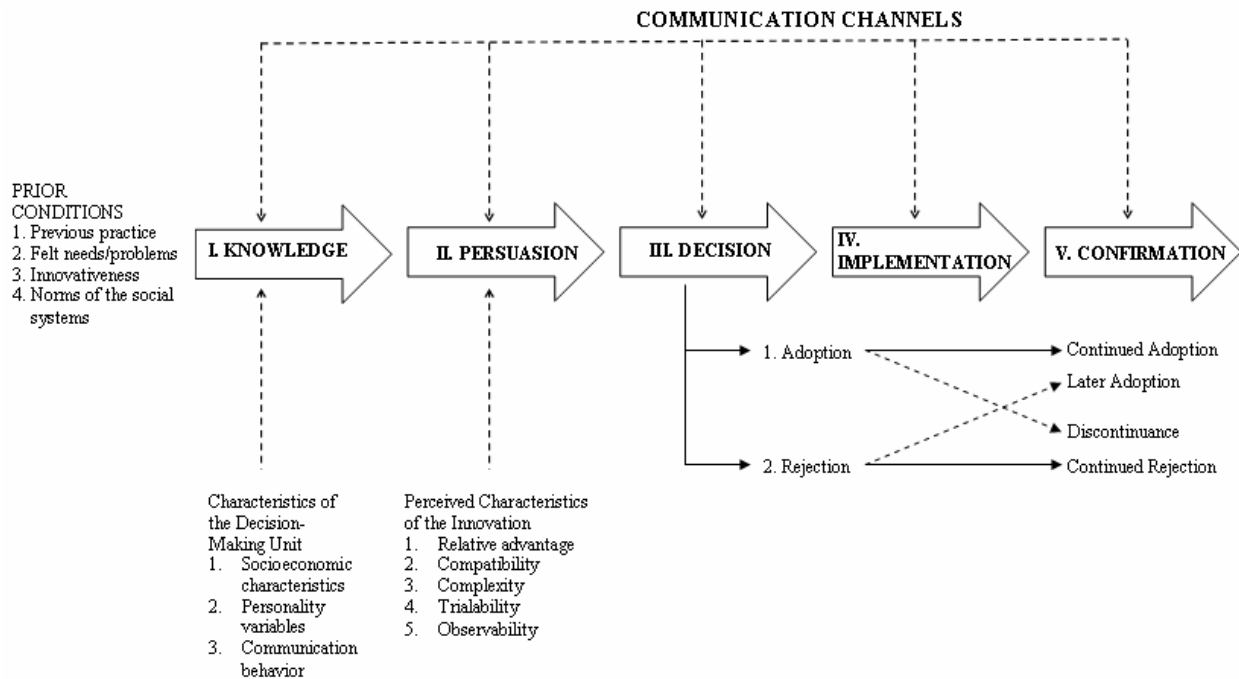 COMMUNICATION CHANNELS
PRIOR
CONDITIONS
1. Previous practice
2. Felt needs/problems
3. Innovativeness
4. Norms of the social
systems
I. KNOWLEDGE
II. PERSUASION
III. DECISION
IV.
IMPLEMENTATION
V. CONFIRMATION
1. Adoption
2. Rejection
Continued Adoption
Later Adoption
Discontinuance
Continued Rejection
Characteristics of
the Decision-
Making Unit
1. Socioeconomic
characteristics
2. Personality
variables
3. Communication
behavior
Perceived Characteristics
of the Innovation
1. Relative advantage
2. Compatibility
3. Complexity
4. Trialability
5. Observability